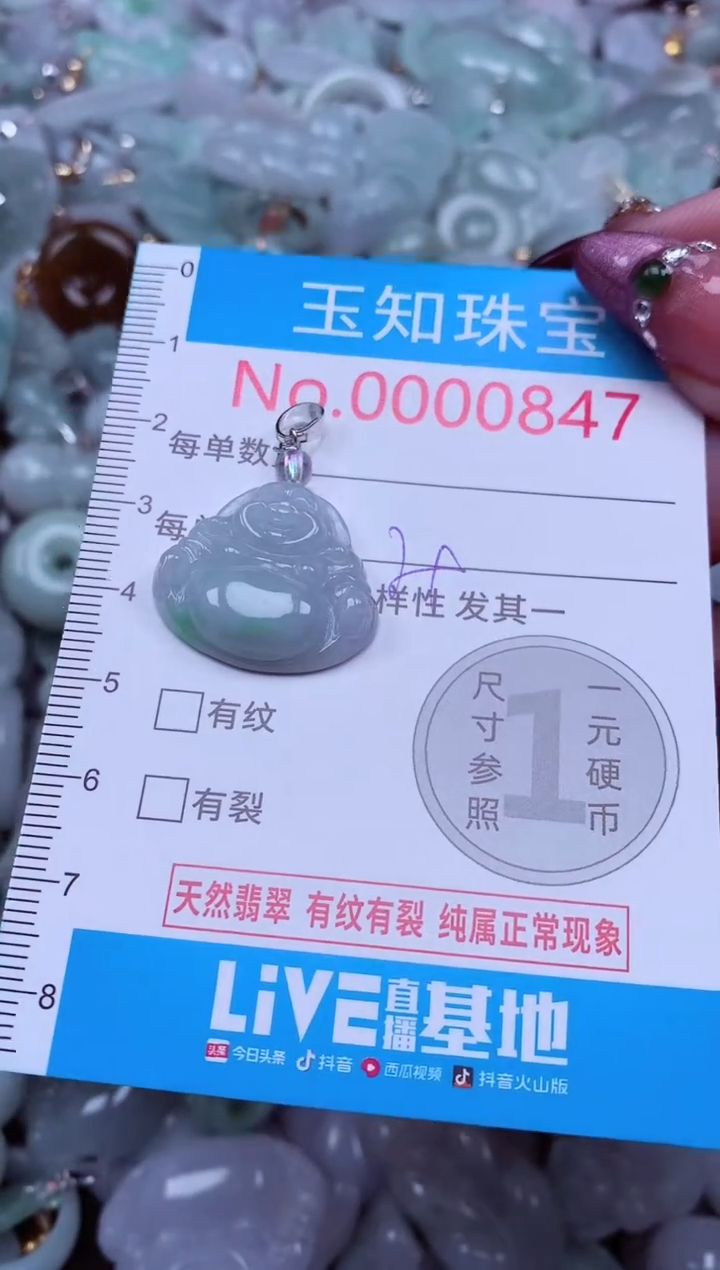 玉知珠宝
No.0000847
每单数
每
样性 发其一
有纹
有裂
尺寸参照
1
一元硬币
天然翡翠 有纹有裂 纯属正常现象
LiVE直播基地
头条 今日头条 抖音 西瓜视频 抖音火山版
0
1
2
3
4
5
6
7
8